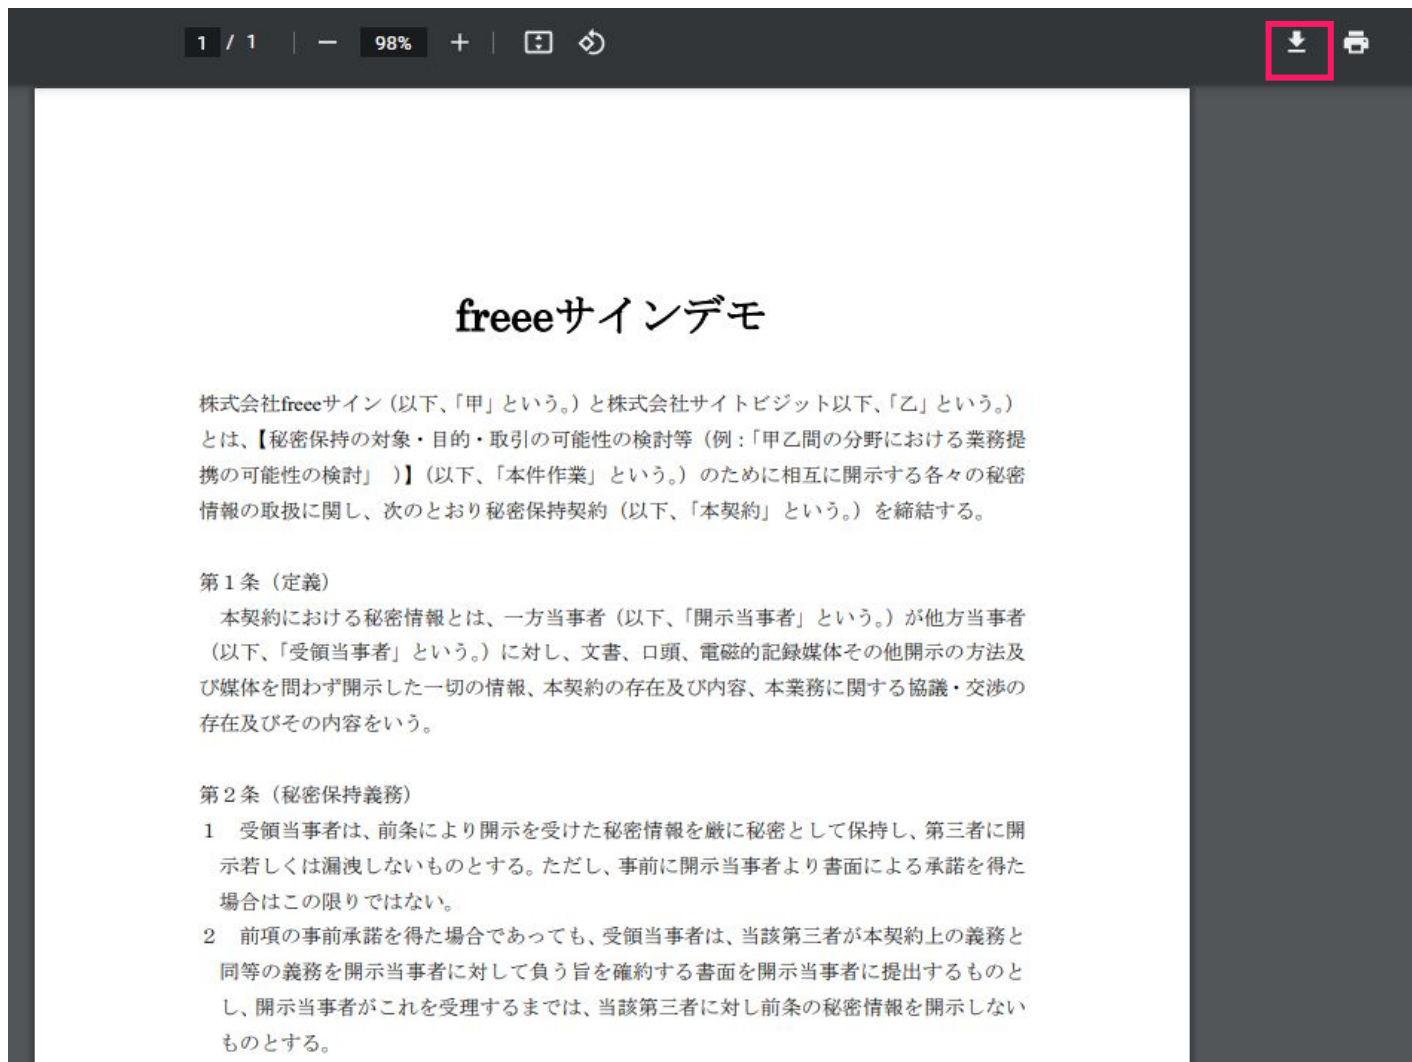 1 / 1 98%
freeeサインデモ
株式会社freeeサイン（以下、「甲」という。）と株式会社サイトビジット以下、「乙」という。）
とは、【秘密保持の対象・目的・取引の可能性の検討等（例：「甲乙間の分野における業務提
携の可能性の検討」　）】（以下、「本件作業」という。）のために相互に開示する各々の秘密
情報の取扱に関し、次のとおり秘密保持契約（以下、「本契約」という。）を締結する。
第１条（定義）
本契約における秘密情報とは、一方当事者（以下、「開示当事者」という。）が他方当事者
（以下、「受領当事者」という。）に対し、文書、口頭、電磁的記録媒体その他開示の方法及
び媒体を問わず開示した一切の情報、本契約の存在及び内容、本業務に関する協議・交渉の
存在及びその内容をいう。
第２条（秘密保持義務）
１　受領当事者は、前条により開示を受けた秘密情報を厳に秘密として保持し、第三者に開
示若しくは漏洩しないものとする。ただし、事前に開示当事者より書面による承諾を得た
場合はこの限りではない。
２　前項の事前承諾を得た場合であっても、受領当事者は、当該第三者が本契約上の義務と
同等の義務を開示当事者に対して負う旨を確約する書面を開示当事者に提出するものと
し、開示当事者がこれを受理するまでは、当該第三者に対し前条の秘密情報を開示しない
ものとする。